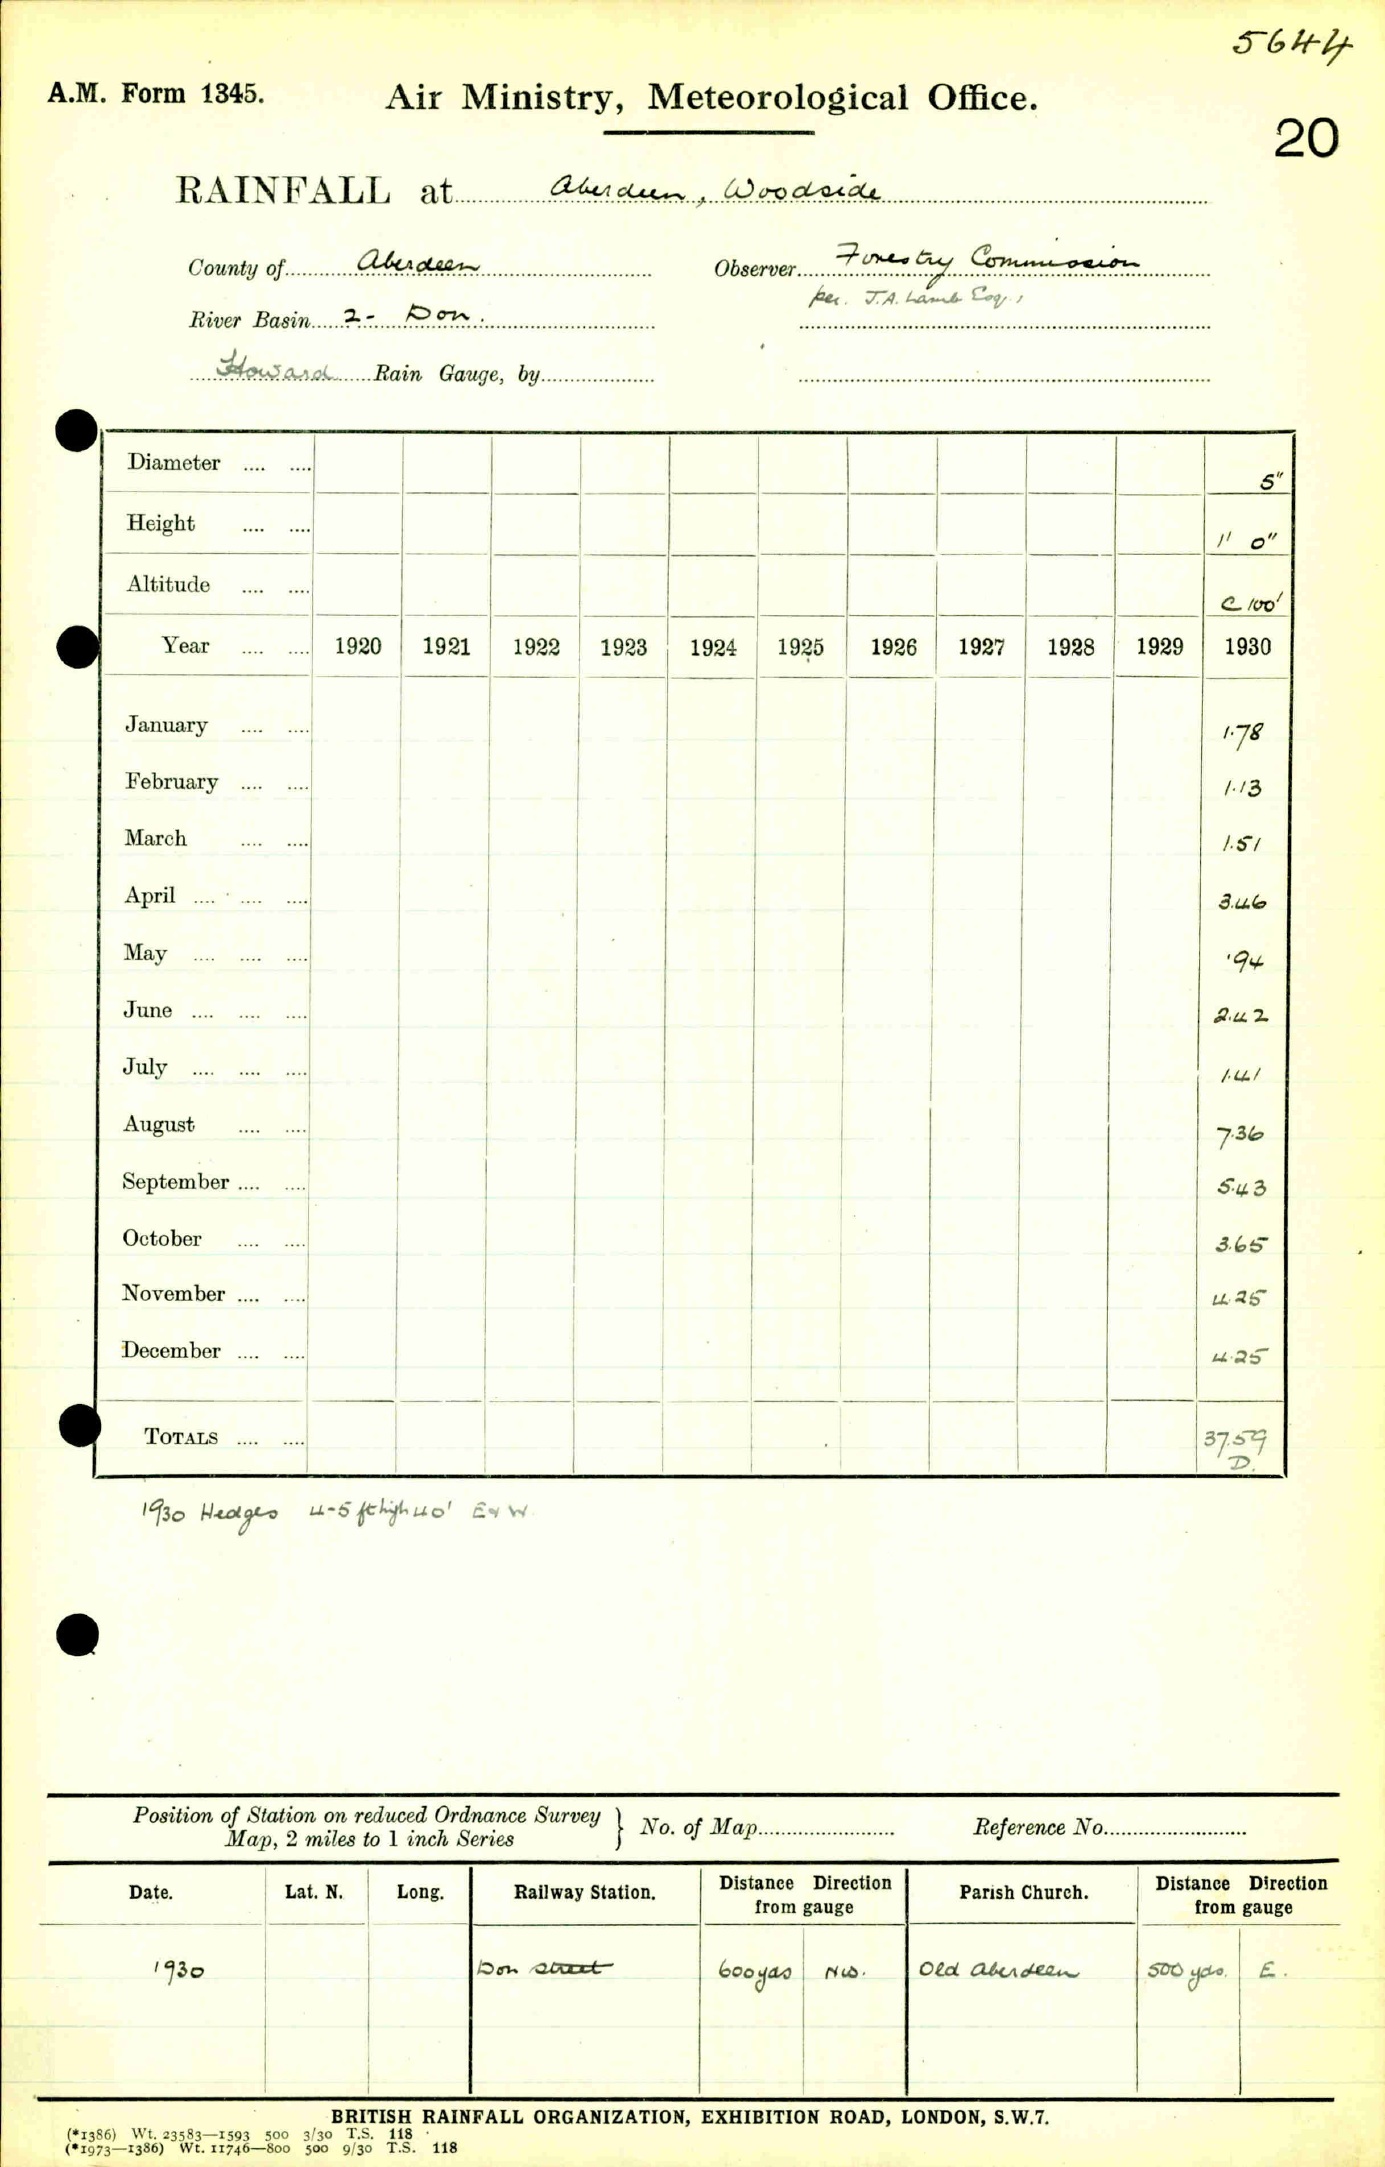 5644
A.M. Form 1345. Air Ministry, Meteorological Office.
20
RAINFALL at Aberdeen, Woodside
County of Aberdeen Observer Forestry Commission
per. J.A. Lamb Esq.,
River Basin 2- Don.
Howard Rain Gauge, by
Diameter .... .... 5"
Height .... .... 1' 0"
Altitude .... .... C 100'
Year .... .... 1920 1921 1922 1923 1924 1925 1926 1927 1928 1929 1930
January .... .... 1.78
February .... .... 1.13
March .... .... 1.51
April .... .... .... 3.46
May .... .... .... .94
June .... .... .... 2.42
July .... .... .... 1.41
August .... .... 7.36
September .... .... 5.43
October .... .... 3.65
November .... .... 4.25
December .... .... 4.25
TOTALS .... .... 37.59
D.
1930 Hedges 4-5 ft high 40' E & W
Position of Station on reduced Ordnance Survey
Map, 2 miles to 1 inch Series } No. of Map Reference No.
Date. Lat. N. Long. Railway Station. Distance Direction from gauge Parish Church. Distance Direction from gauge
1930 Don Street 600 yds NW. Old Aberdeen 500 yds. E.
BRITISH RAINFALL ORGANIZATION, EXHIBITION ROAD, LONDON, S.W.7.
(*1386) Wt. 23583—1593 500 3/30 T.S. 118
(*1973—1386) Wt. 11746—800 500 9/30 T.S. 118